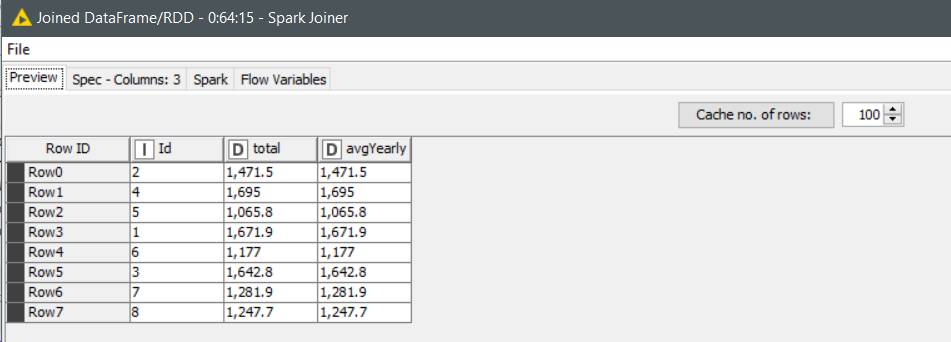 Joined DataFrame/RDD - 0:64:15 - Spark Joiner
File
Preview Spec - Columns: 3 Spark Flow Variables
Cache no. of rows: 100
Row ID I Id D total D avgYearly
Row0 2 1,471.5 1,471.5
Row1 4 1,695 1,695
Row2 5 1,065.8 1,065.8
Row3 1 1,671.9 1,671.9
Row4 6 1,177 1,177
Row5 3 1,642.8 1,642.8
Row6 7 1,281.9 1,281.9
Row7 8 1,247.7 1,247.7